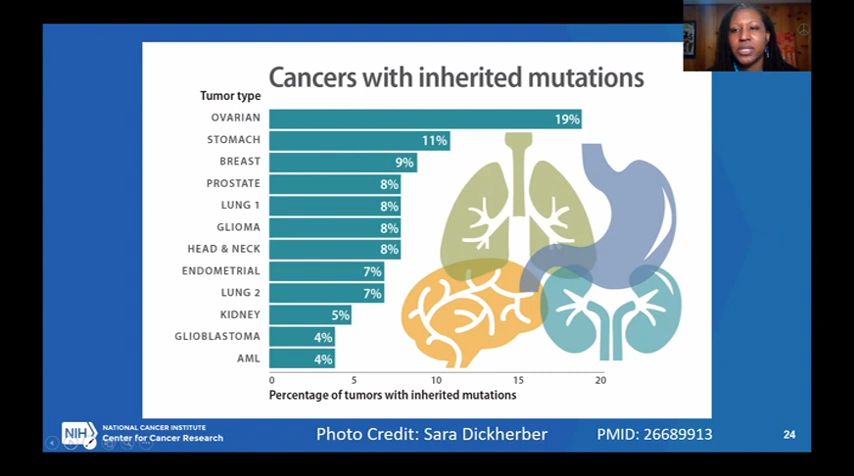 Cancers with inherited mutations
Tumor type
OVARIAN 19%
STOMACH 11%
BREAST 9%
PROSTATE 8%
LUNG 1 8%
GLIOMA 8%
HEAD & NECK 8%
ENDOMETRIAL 7%
LUNG 2 7%
KIDNEY 5%
GLIOBLASTOMA 4%
AML 4%
0 5 10 15 20
Percentage of tumors with inherited mutations
NIH NATIONAL CANCER INSTITUTE
Center for Cancer Research
Photo Credit: Sara Dickherber
PMID: 26689913
24